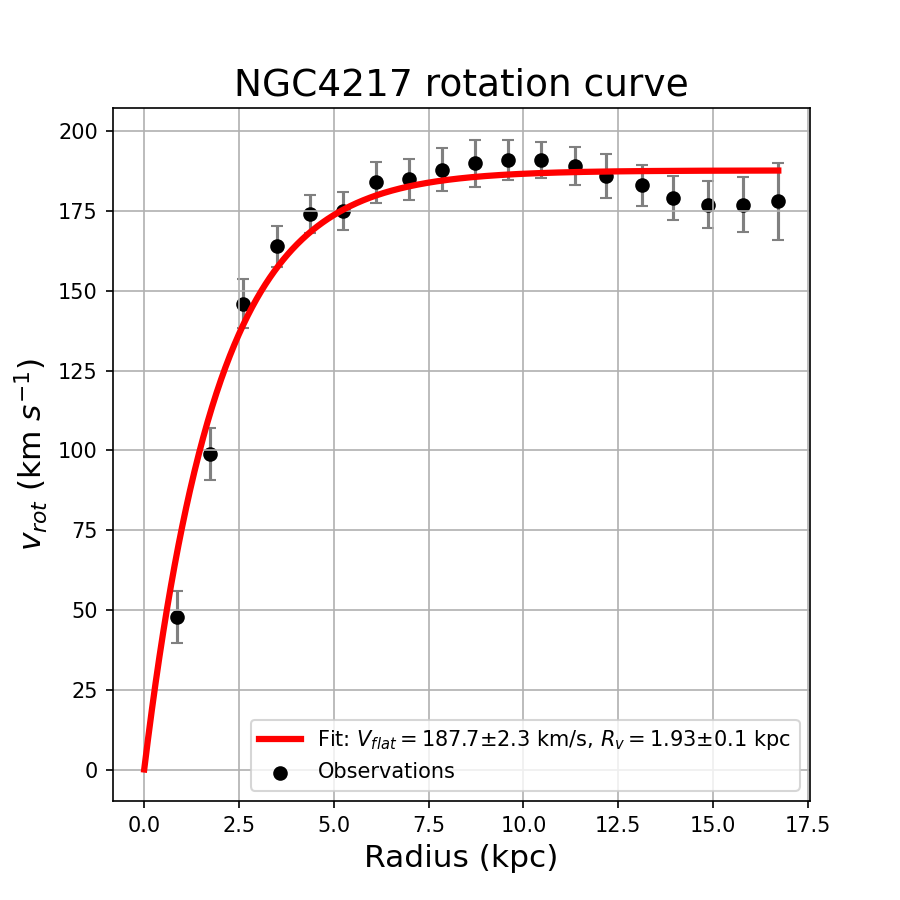 NGC4217 rotation curve
200
175
150
125
100
75
50
25
0
v_rot (km s⁻¹)
Fit: V_flat = 187.7±2.3 km/s, R_v = 1.93±0.1 kpc
Observations
0.0 2.5 5.0 7.5 10.0 12.5 15.0 17.5
Radius (kpc)